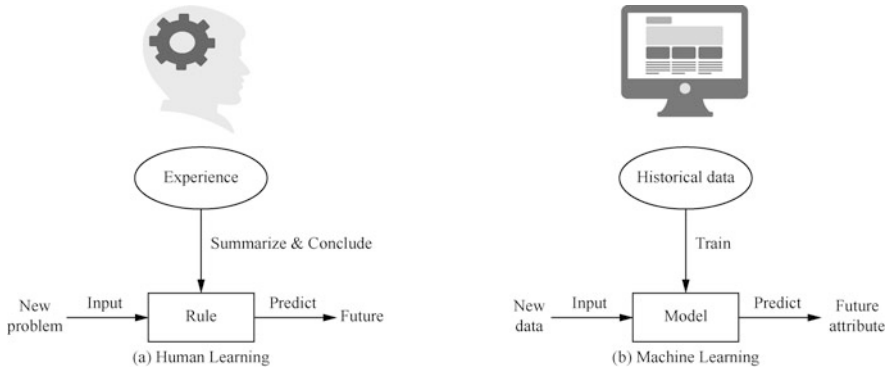 Experience
Summarize & Conclude
New
problem
Input
Rule
Predict
Future
(a) Human Learning
Historical data
Train
New
data
Input
Model
Predict
Future
attribute
(b) Machine Learning